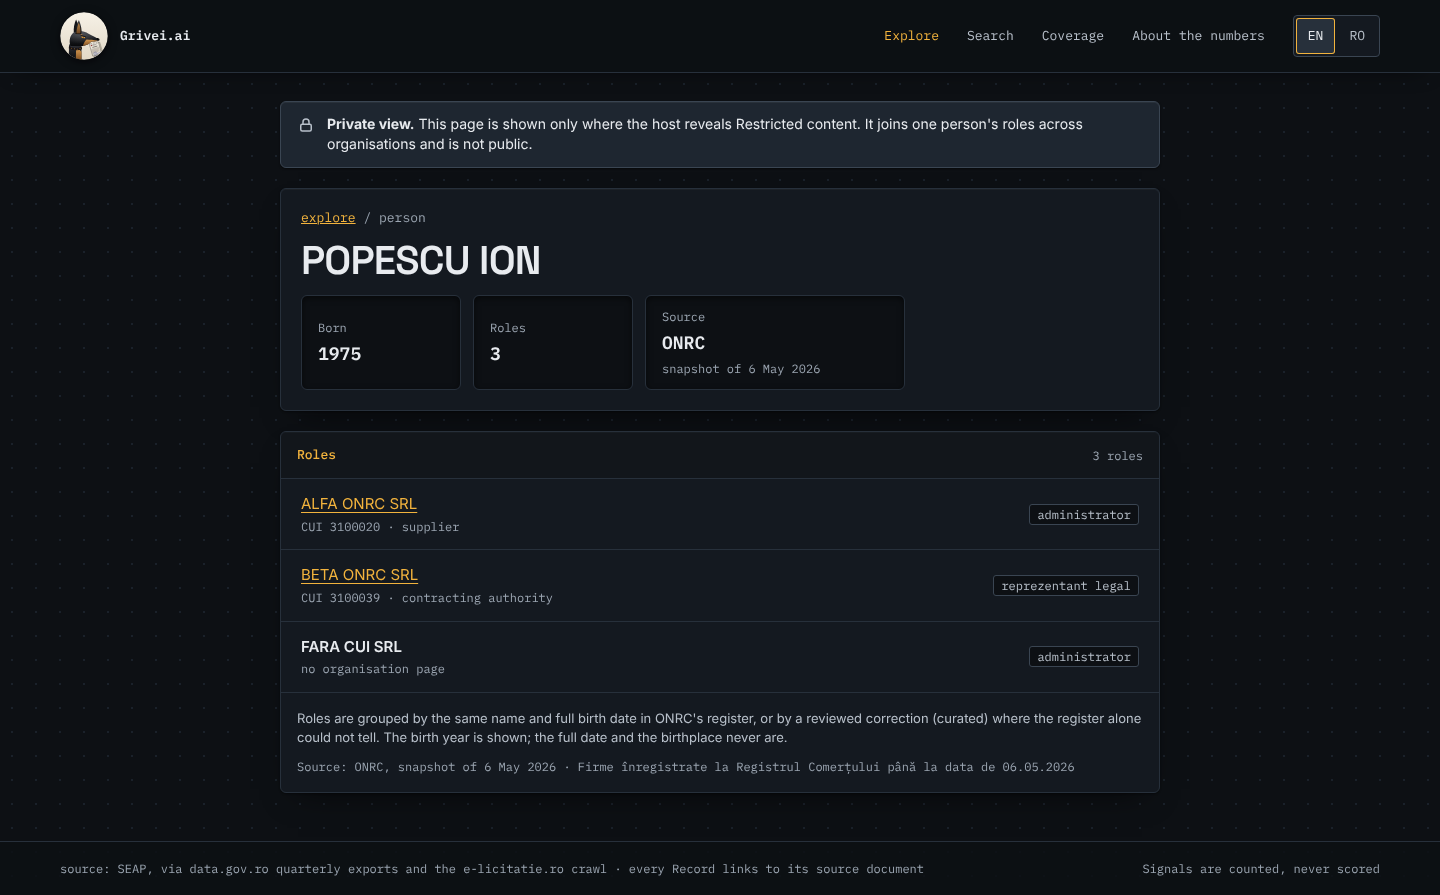 Grivei.ai
Explore
Search
Coverage
About the numbers
EN
RO
Private view. This page is shown only where the host reveals Restricted content. It joins one person's roles across
organisations and is not public.
explore / person
POPESCU ION
Born
1975
Roles
3
Source
ONRC
snapshot of 6 May 2026
Roles
3 roles
ALFA ONRC SRL
CUI 3100020 · supplier
administrator
BETA ONRC SRL
CUI 3100039 · contracting authority
reprezentant legal
FARA CUI SRL
no organisation page
administrator
Roles are grouped by the same name and full birth date in ONRC's register, or by a reviewed correction (curated) where the register alone
could not tell. The birth year is shown; the full date and the birthplace never are.
Source: ONRC, snapshot of 6 May 2026 · Firme înregistrate la Registrul Comerțului până la data de 06.05.2026
source: SEAP, via data.gov.ro quarterly exports and the e-licitatie.ro crawl · every Record links to its source document
Signals are counted, never scored